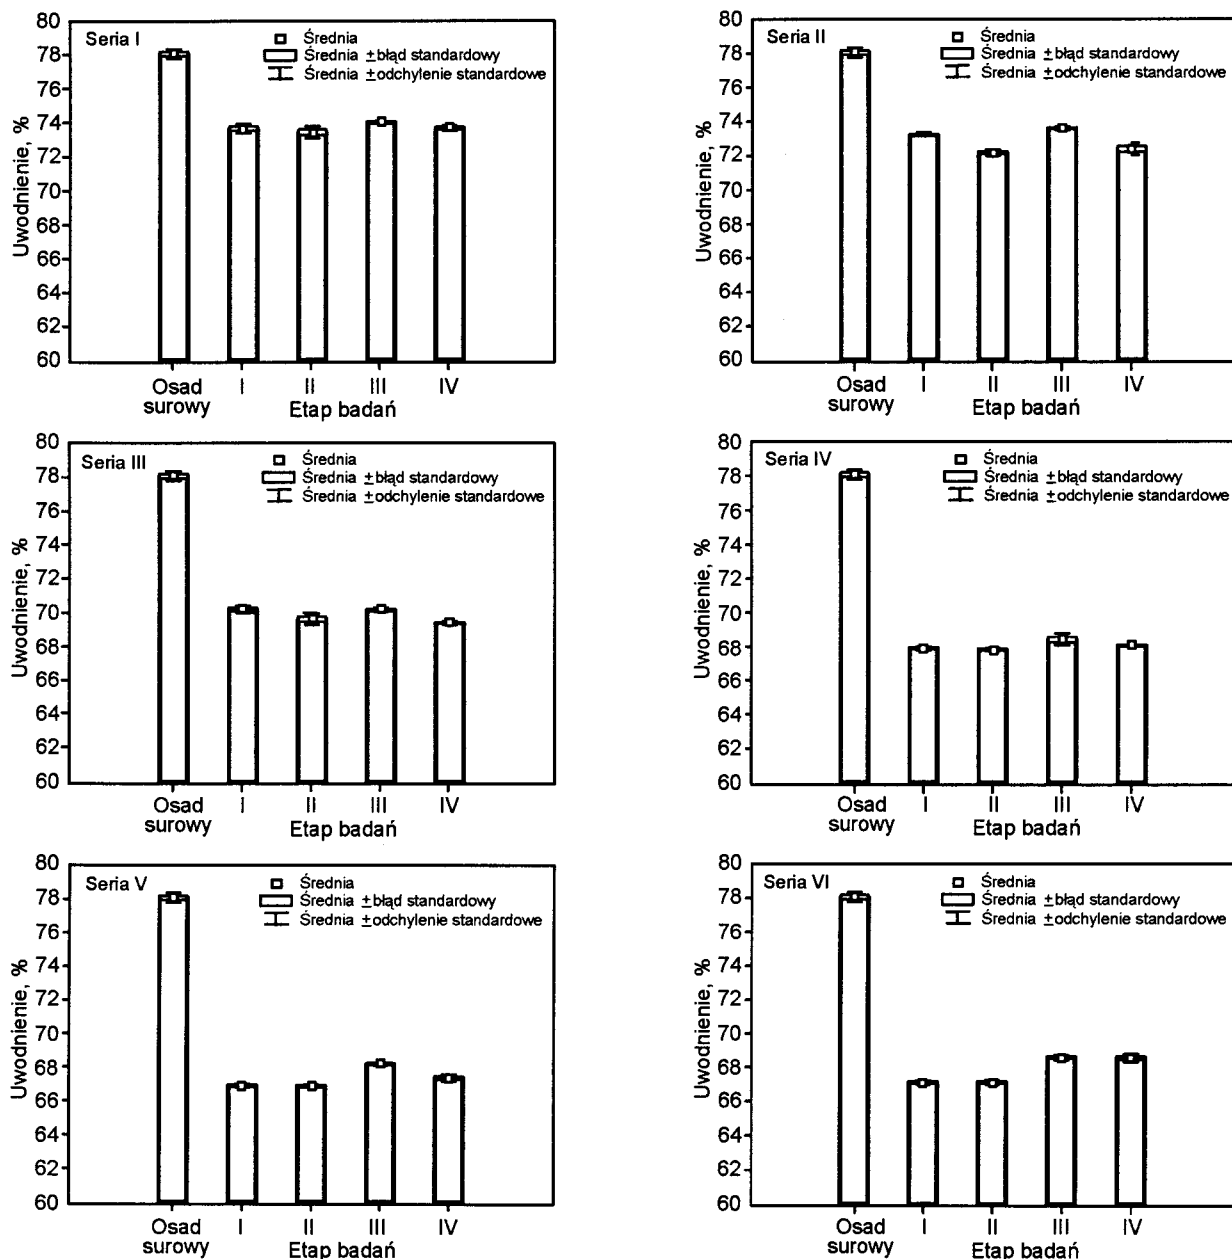 Seria I
Średnia
Średnia ±błąd standardowy
Średnia ±odchylenie standardowe
Uwodnienie, %
80
78
76
74
72
70
68
66
64
62
60
Osad surowy
I
II
III
IV
Etap badań
Seria II
Średnia
Średnia ±błąd standardowy
Średnia ±odchylenie standardowe
Uwodnienie, %
80
78
76
74
72
70
68
66
64
62
60
Osad surowy
I
II
III
IV
Etap badań
Seria III
Średnia
Średnia ±błąd standardowy
Średnia ±odchylenie standardowe
Uwodnienie, %
80
78
76
74
72
70
68
66
64
62
60
Osad surowy
I
II
III
IV
Etap badań
Seria IV
Średnia
Średnia ±błąd standardowy
Średnia ±odchylenie standardowe
Uwodnienie, %
80
78
76
74
72
70
68
66
64
62
60
Osad surowy
I
II
III
IV
Etap badań
Seria V
Średnia
Średnia ±błąd standardowy
Średnia ±odchylenie standardowe
Uwodnienie, %
80
78
76
74
72
70
68
66
64
62
60
Osad surowy
I
II
III
IV
Etap badań
Seria VI
Średnia
Średnia ±błąd standardowy
Średnia ±odchylenie standardowe
Uwodnienie, %
80
78
76
74
72
70
68
66
64
62
60
Osad surowy
I
II
III
IV
Etap badań